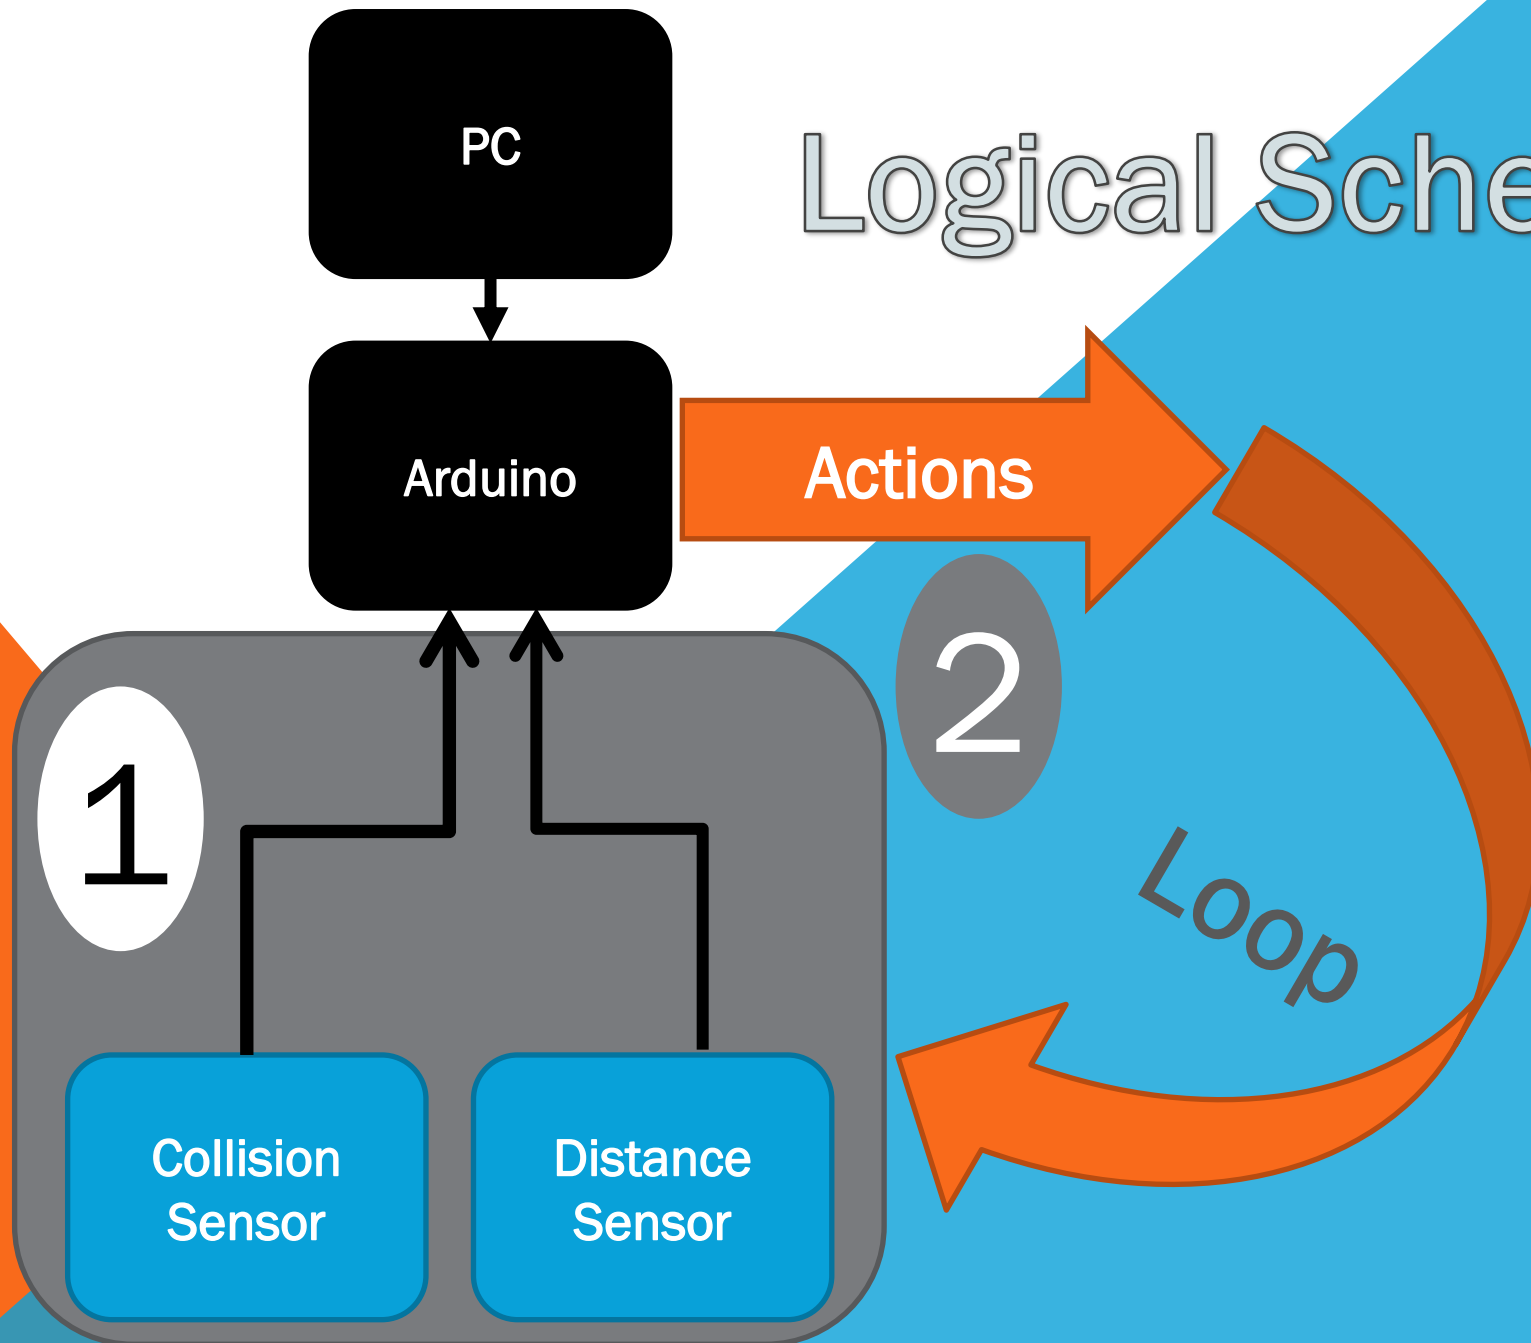 PC
Logical Sche
Arduino
Actions
1
2
Loop
Collision
Sensor
Distance
Sensor